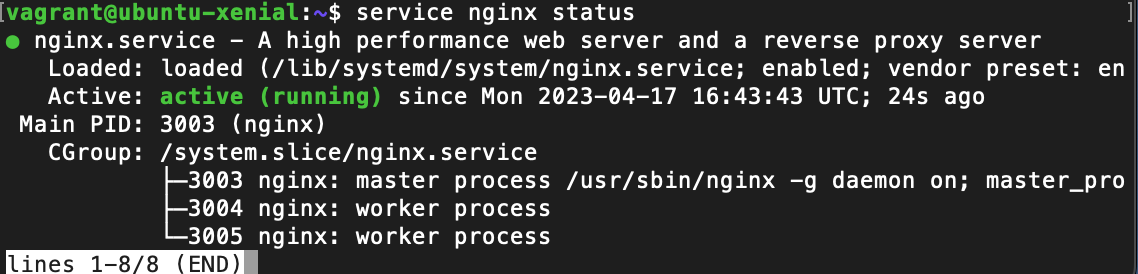 [vagrant@ubuntu-xenial:~$ service nginx status ]
● nginx.service - A high performance web server and a reverse proxy server
   Loaded: loaded (/lib/systemd/system/nginx.service; enabled; vendor preset: en
   Active: active (running) since Mon 2023-04-17 16:43:43 UTC; 24s ago
 Main PID: 3003 (nginx)
   CGroup: /system.slice/nginx.service
           ├─3003 nginx: master process /usr/sbin/nginx -g daemon on; master_pro
           ├─3004 nginx: worker process
           └─3005 nginx: worker process
lines 1-8/8 (END)